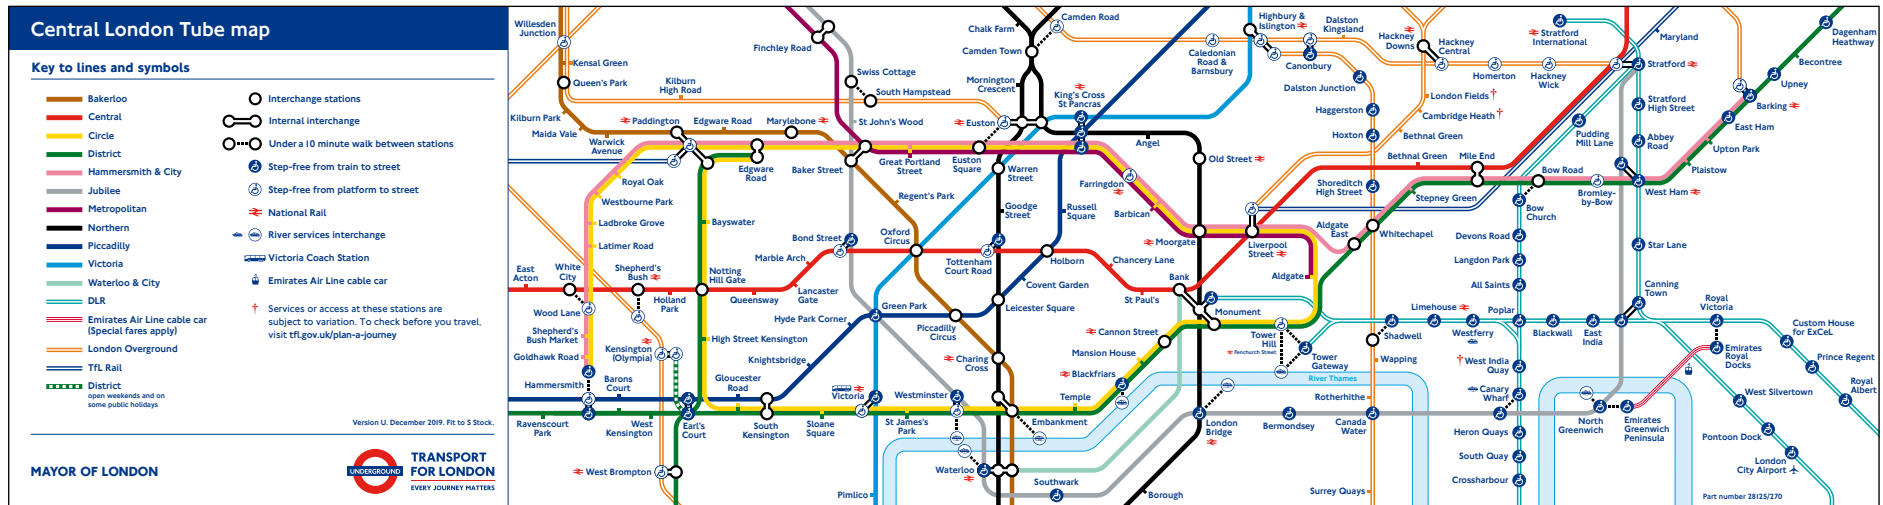 Central London Tube map
Key to lines and symbols
Bakerloo
Central
Circle
District
Hammersmith & City
Jubilee
Metropolitan
Northern
Piccadilly
Victoria
Waterloo & City
DLR
Emirates Air Line cable car
(Special fares apply)
London Overground
TfL Rail
District
open weekends and on
some public holidays
Interchange stations
Internal interchange
Under a 10 minute walk between stations
Step-free from train to street
Step-free from platform to street
National Rail
River services interchange
Victoria Coach Station
Emirates Air Line cable car
† Services or access at these stations are
subject to variation. To check before you travel,
visit tfl.gov.uk/plan-a-journey
Version U. December 2019. Fit to S Stock.
MAYOR OF LONDON
UNDERGROUND
TRANSPORT
FOR LONDON
EVERY JOURNEY MATTERS
Willesden
Junction
Kensal Green
Queen's Park
Kilburn Park
Maida Vale
Warwick
Avenue
Kilburn
High Road
Paddington
Edgware Road
Marylebone
Finchley Road
Swiss Cottage
South Hampstead
St John's Wood
Baker Street
Great Portland
Street
Edgware
Road
Royal Oak
Westbourne Park
Ladbroke Grove
Latimer Road
Bayswater
East
Acton
White
City
Shepherd's
Bush
Holland
Park
Notting
Hill Gate
Queensway
Lancaster
Gate
Marble Arch
Bond Street
Oxford
Circus
Regent's Park
Wood Lane
Shepherd's
Bush Market
Goldhawk Road
Hammersmith
Kensington
(Olympia)
High Street Kensington
Barons
Court
Ravenscourt
Park
West
Kensington
Earl's
Court
West Brompton
Gloucester
Road
South
Kensington
Knightsbridge
Hyde Park Corner
Green Park
Sloane
Square
Victoria
St James's
Park
Pimlico
Westminster
Waterloo
Southwark
Embankment
Charing
Cross
Piccadilly
Circus
Leicester Square
Covent Garden
Holborn
Tottenham
Court Road
Goodge
Street
Russell
Square
Warren
Street
Euston
Square
Euston
King's Cross
St Pancras
Mornington
Crescent
Camden Town
Chalk Farm
Camden Road
Caledonian
Road &
Barnsbury
Highbury &
Islington
Canonbury
Dalston
Kingsland
Dalston Junction
Haggerston
Hoxton
Shoreditch
High Street
Angel
Old Street
Farringdon
Barbican
Moorgate
Liverpool
Street
Aldgate
Aldgate
East
Whitechapel
Chancery Lane
St Paul's
Bank
Monument
Cannon Street
Mansion House
Blackfriars
Temple
Tower
Hill
Fenchurch Street
Tower
Gateway
River Thames
London
Bridge
Borough
Bermondsey
Canada
Water
Rotherhithe
Wapping
Shadwell
Surrey Quays
Hackney
Downs
Hackney
Central
London Fields †
Cambridge Heath †
Bethnal Green
Bethnal Green
Mile End
Stepney Green
Homerton
Hackney
Wick
Stratford
International
Maryland
Stratford
Stratford
High Street
Abbey
Road
Pudding
Mill Lane
Bow Road
Bow
Church
Bromley-
by-Bow
West Ham
Plaistow
Upton Park
East Ham
Barking
Upney
Becontree
Dagenham
Heathway
Star Lane
Devons Road
Langdon Park
All Saints
Limehouse
Poplar
Westferry
Blackwall
East
India
Canning
Town
Royal
Victoria
Custom House
for ExCeL
Prince Regent
Royal
Albert
Emirates
Royal
Docks
West Silvertown
Pontoon Dock
London
City Airport
† West India
Quay
Canary
Wharf
Heron Quays
South Quay
Crossharbour
North
Greenwich
Emirates
Greenwich
Peninsula
Part number 28125/270